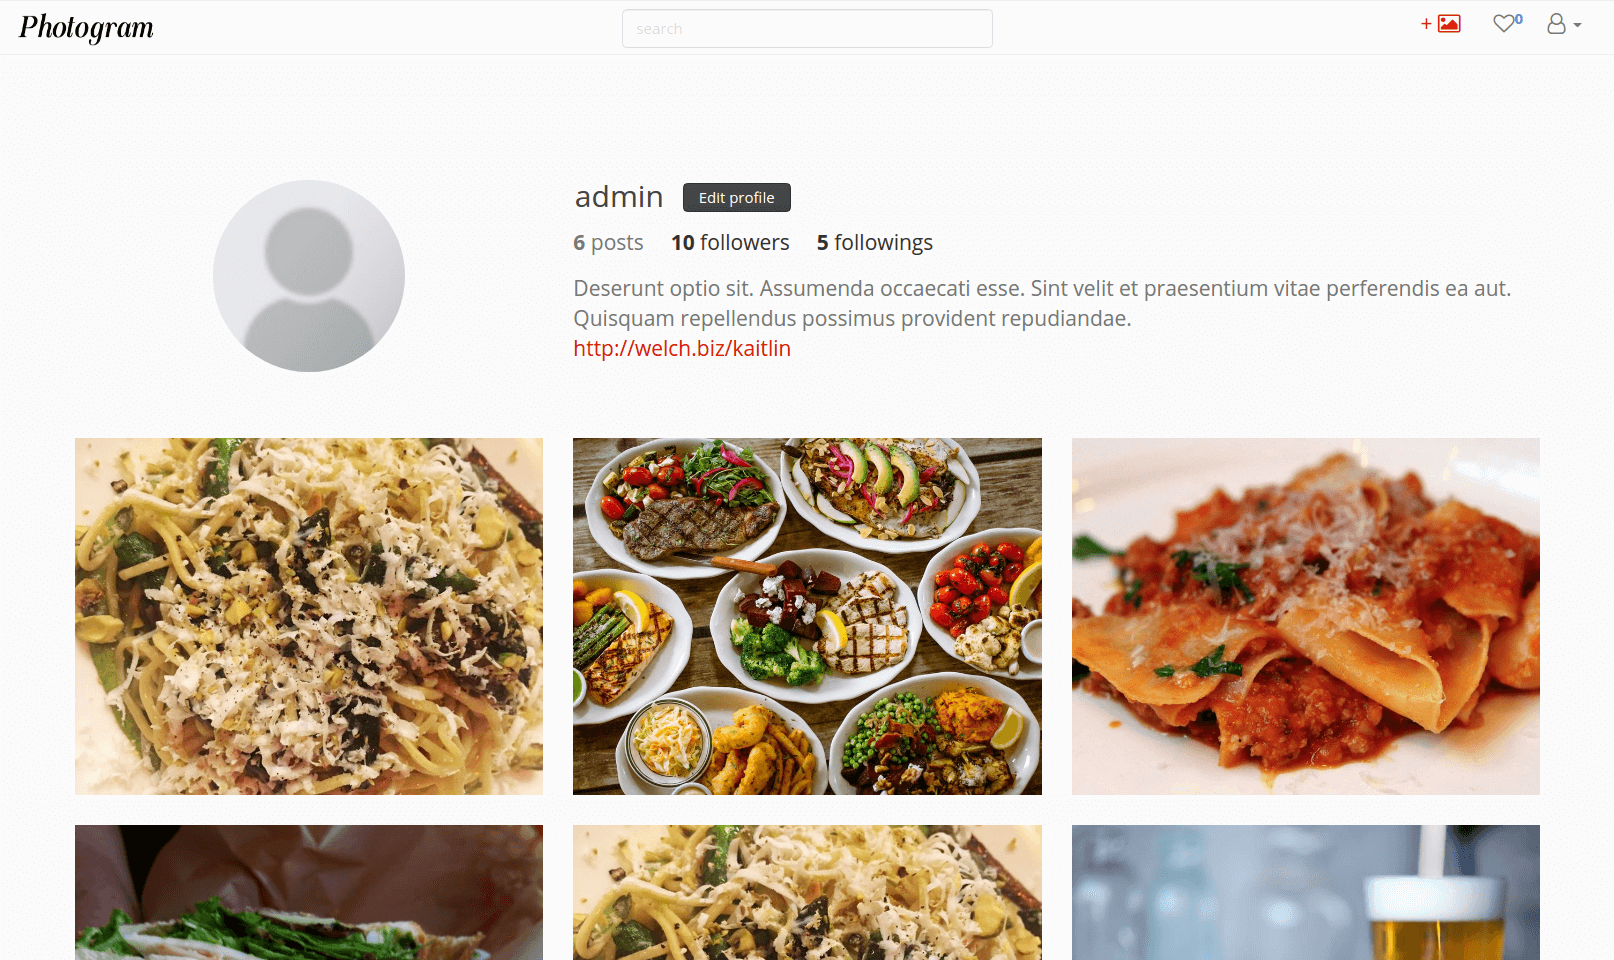 Photogram
search
+
0
admin
Edit profile
6 posts 10 followers 5 followings
Deserunt optio sit. Assumenda occaecati esse. Sint velit et praesentium vitae perferendis ea aut.
Quisquam repellendus possimus provident repudiandae.
http://welch.biz/kaitlin